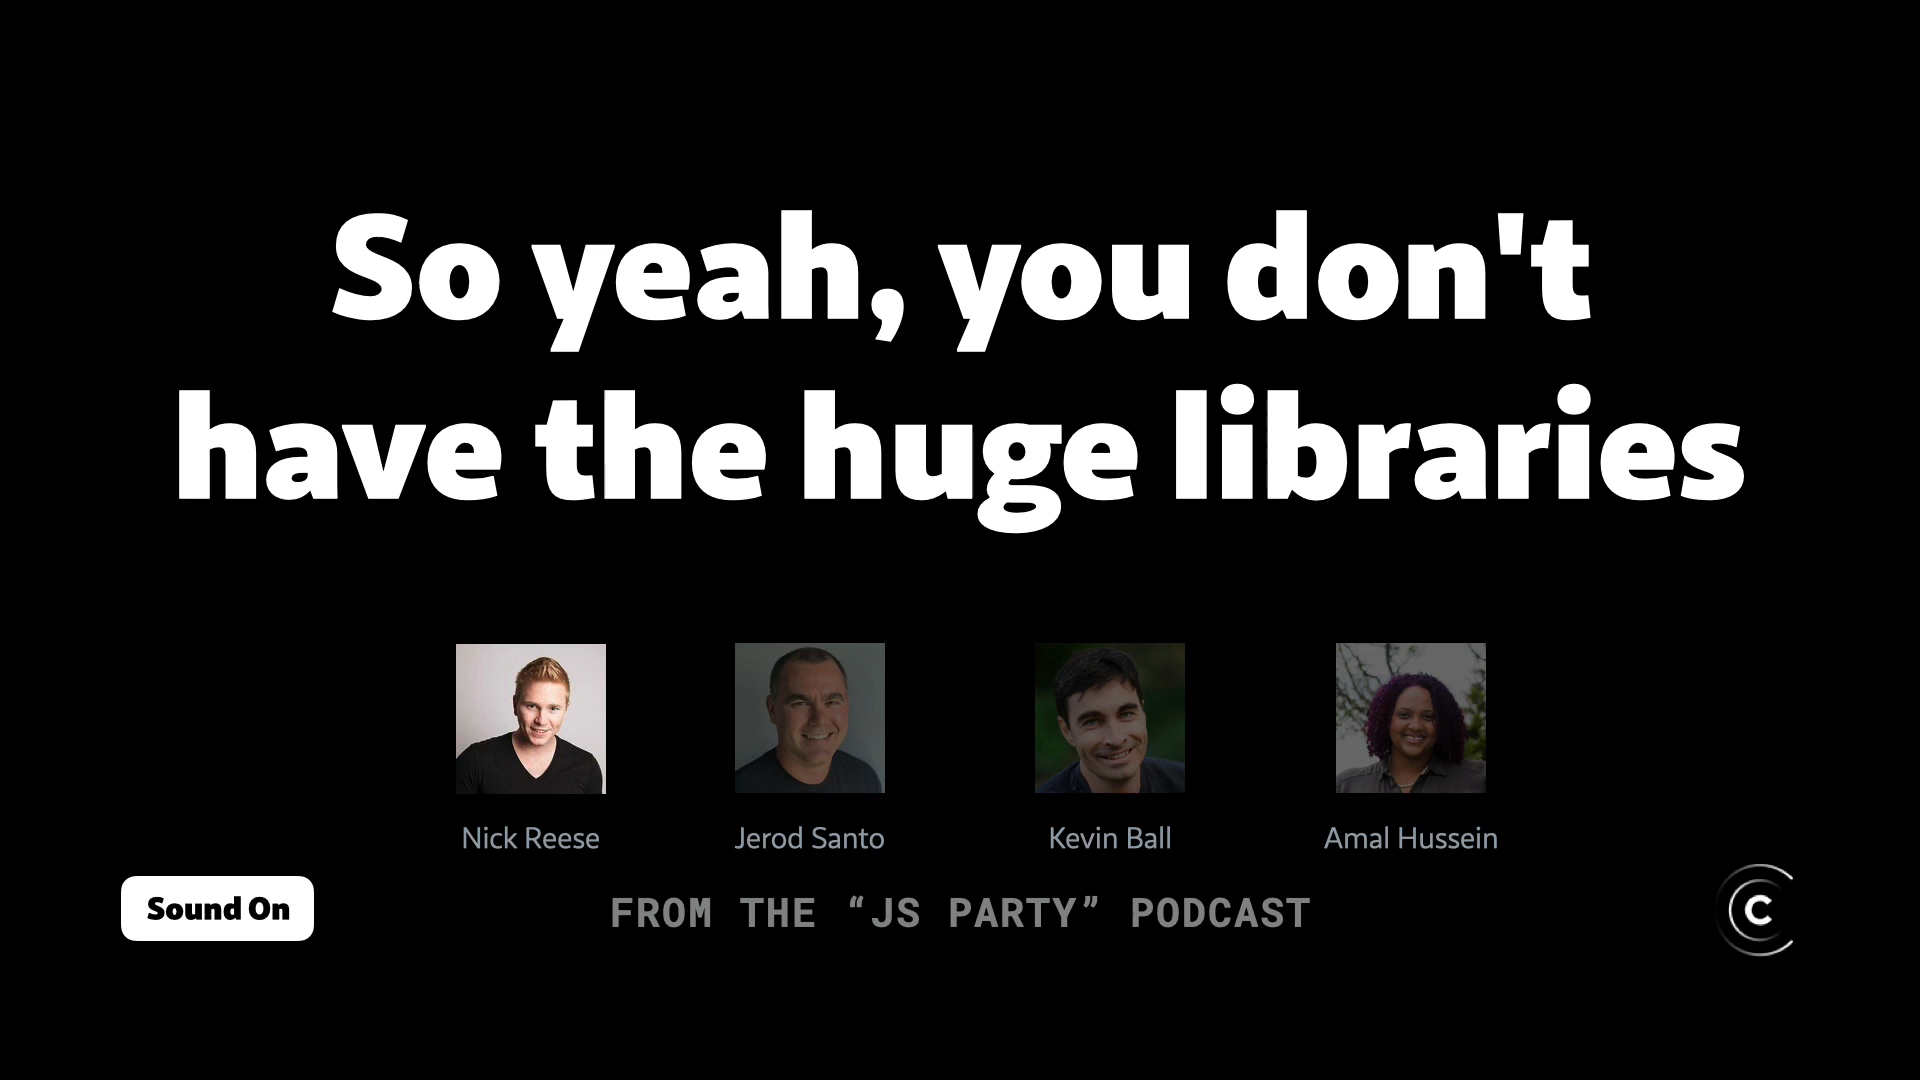 So yeah, you don't
have the huge libraries
Nick Reese
Jerod Santo
Kevin Ball
Amal Hussein
Sound On
FROM THE “JS PARTY” PODCAST
C